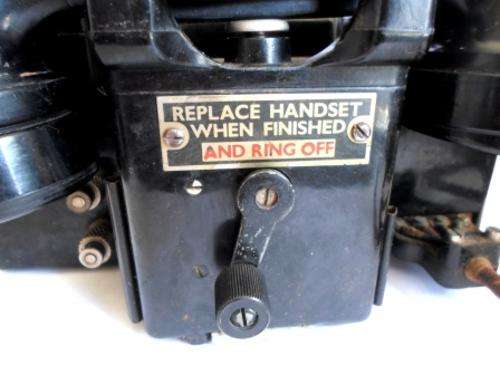 REPLACE HANDSET
WHEN FINISHED
AND RING OFF